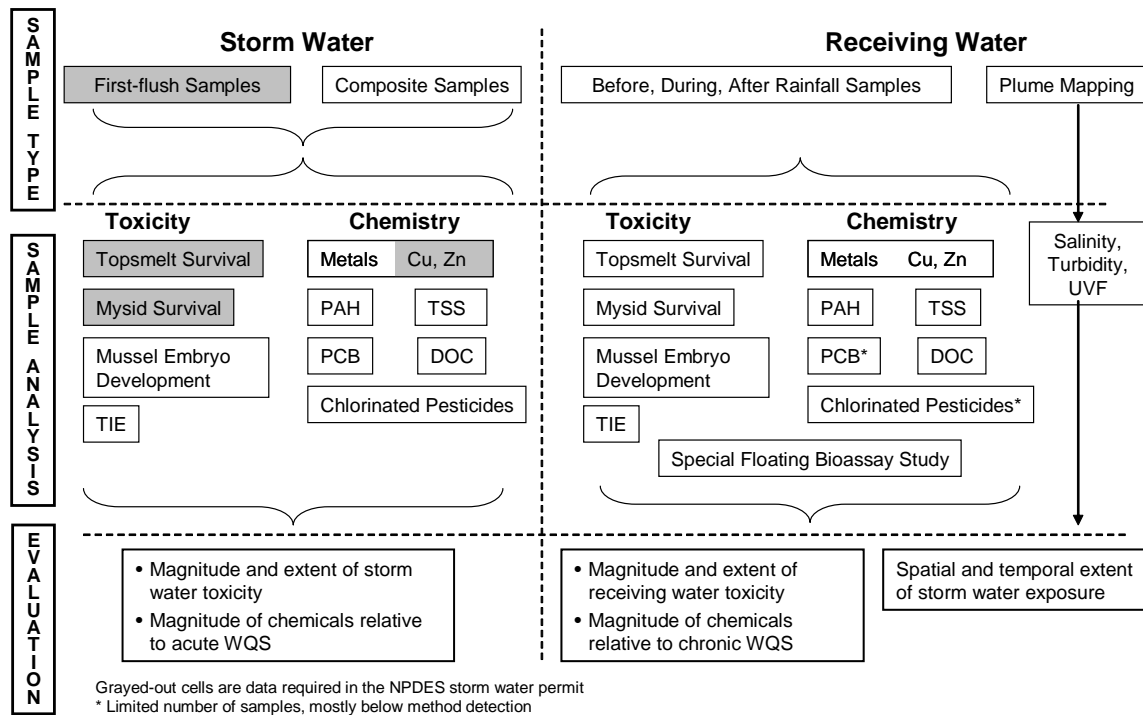 SAMPLE TYPE
Storm Water
Receiving Water
First-flush Samples
Composite Samples
Before, During, After Rainfall Samples
Plume Mapping
SAMPLE ANALYSIS
Toxicity
Chemistry
Topsmelt Survival
Metals Cu, Zn
Mysid Survival
PAH
TSS
Mussel Embryo
Development
PCB
DOC
TIE
Chlorinated Pesticides
Toxicity
Chemistry
Topsmelt Survival
Metals Cu, Zn
Mysid Survival
PAH
TSS
Mussel Embryo
Development
PCB*
DOC
TIE
Chlorinated Pesticides*
Special Floating Bioassay Study
Salinity,
Turbidity,
UVF
EVALUATION
• Magnitude and extent of storm
water toxicity
• Magnitude of chemicals relative
to acute WQS
• Magnitude and extent of
receiving water toxicity
• Magnitude of chemicals
relative to chronic WQS
Spatial and temporal extent
of storm water exposure
Grayed-out cells are data required in the NPDES storm water permit
* Limited number of samples, mostly below method detection